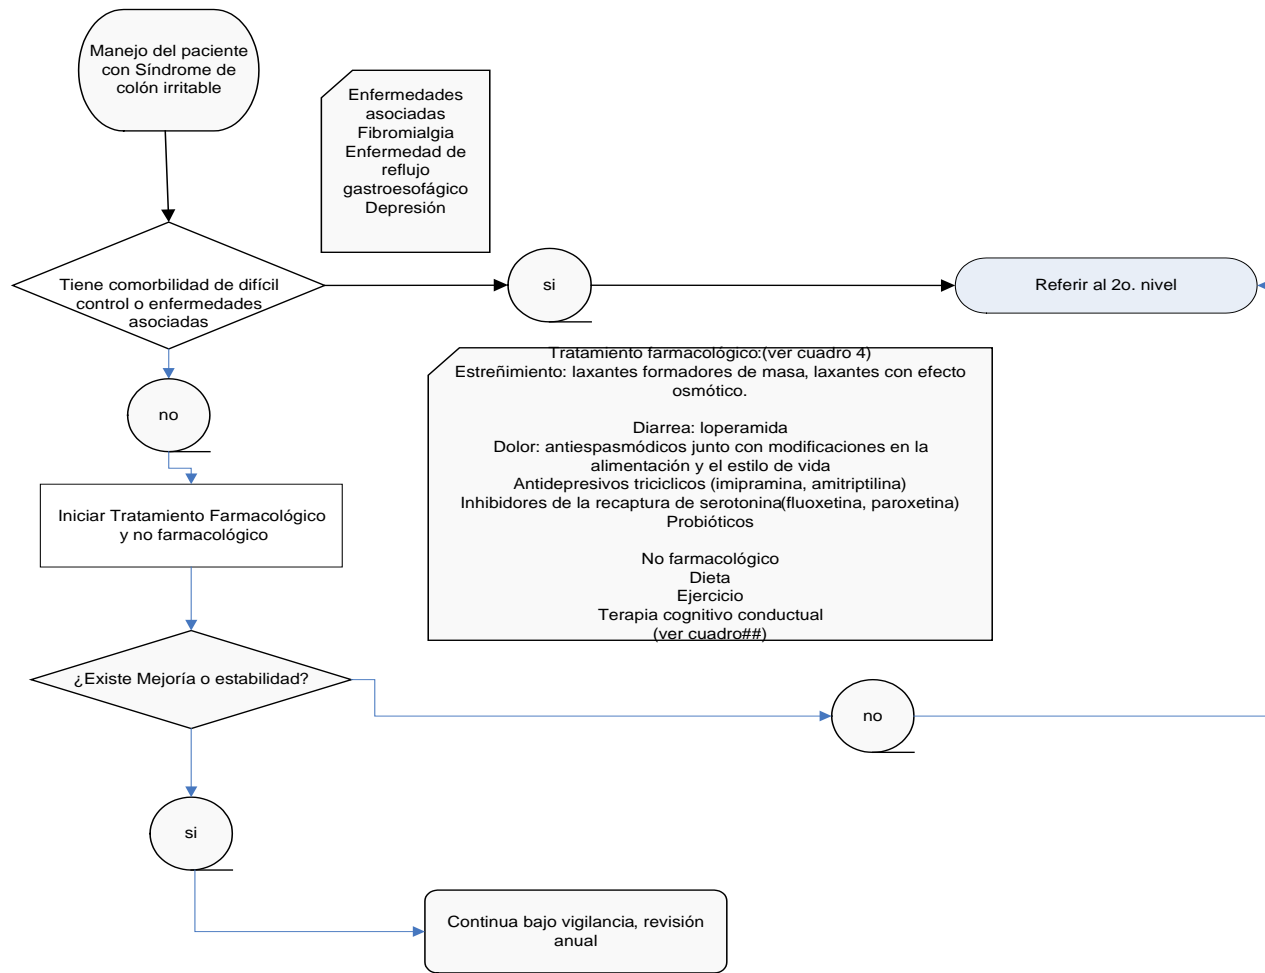 Manejo del paciente
con Síndrome de
colón irritable
Enfermedades
asociadas
Fibromialgia
Enfermedad de
reflujo
gastroesofágico
Depresión
Tiene comorbilidad de difícil
control o enfermedades
asociadas
si
Referir al 2o. nivel
no
Tratamiento farmacológico:(ver cuadro 4)
Estreñimiento: laxantes formadores de masa, laxantes con efecto
osmótico.
Diarrea: loperamida
Dolor: antiespasmódicos junto con modificaciones en la
alimentación y el estilo de vida
Antidepresivos triciclicos (imipramina, amitriptilina)
Inhibidores de la recaptura de serotonina(fluoxetina, paroxetina)
Probióticos
No farmacológico
Dieta
Ejercicio
Terapia cognitivo conductual
(ver cuadro##)
Iniciar Tratamiento Farmacológico
y no farmacológico
¿Existe Mejoría o estabilidad?
no
si
Continua bajo vigilancia, revisión
anual